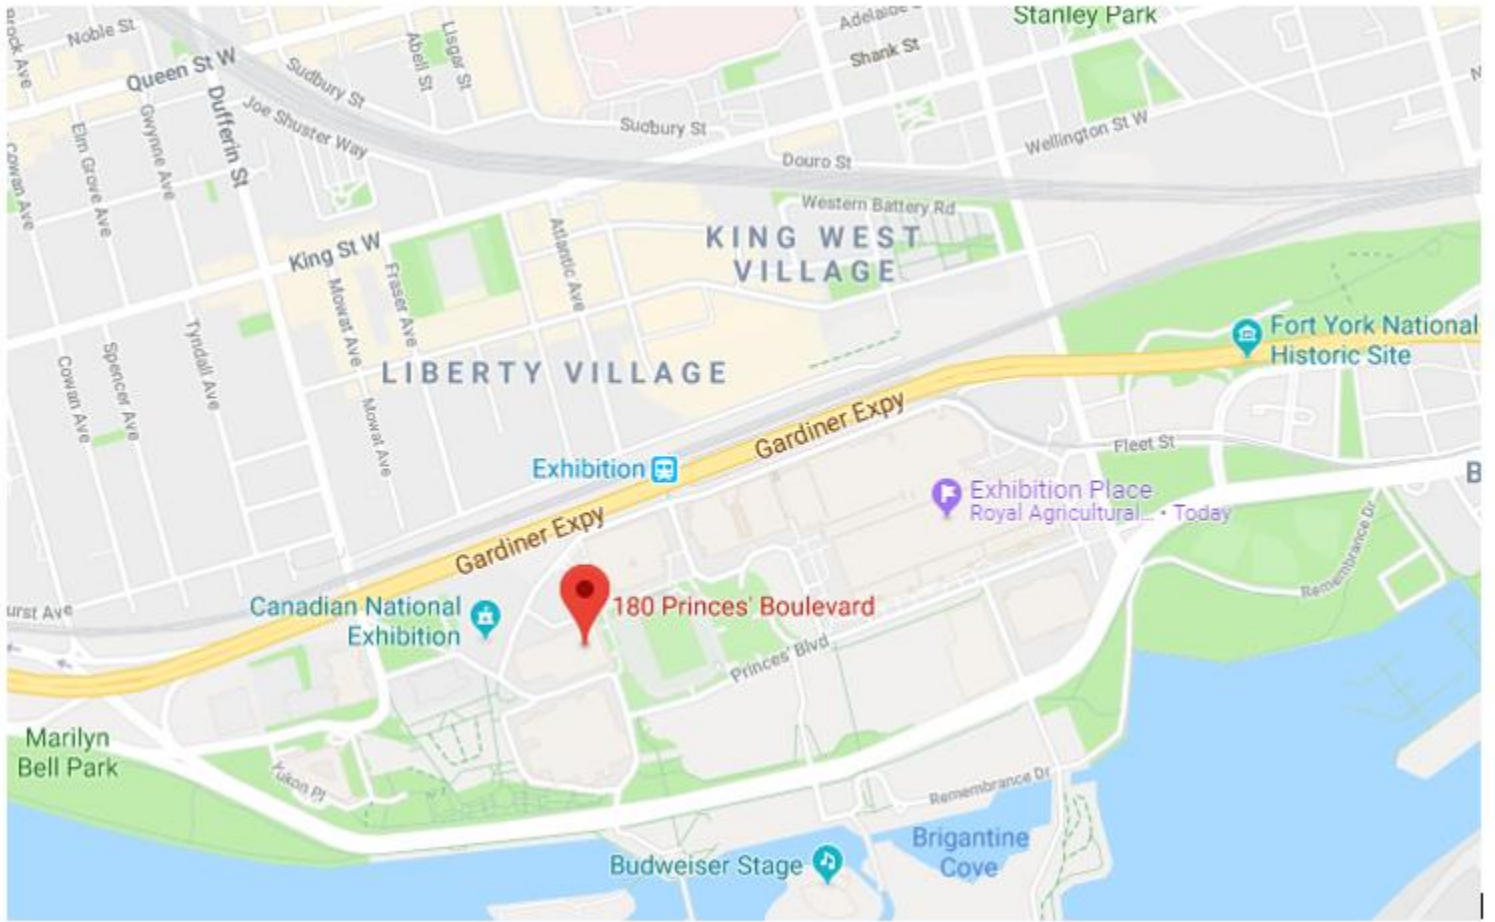 Stanley Park
Adelaide S
Noble St
Lisgar St
Abell St
Shank St
Queen St W
Sudbury St
Dufferin St
Joe Shuster Way
Gwynne Ave
Elm Grove Ave
Cowan Ave
Sudbury St
Wellington St W
Douro St
Western Battery Rd
KING WEST
VILLAGE
King St W
Atlantic Ave
Fraser Ave
Mowat Ave
Tyndall Ave
Spencer Ave
Cowan Ave
Fort York National
Historic Site
LIBERTY VILLAGE
Mowat Ave
Gardiner Expy
Fleet St
Exhibition
B
Exhibition Place
Royal Agricultural... • Today
Gardiner Expy
Remembrance Dr
urst Ave
Canadian National
Exhibition
180 Princes' Boulevard
Princes' Blvd
Marilyn
Bell Park
Yukon Pl
Remembrance Dr
Brigantine
Cove
Budweiser Stage